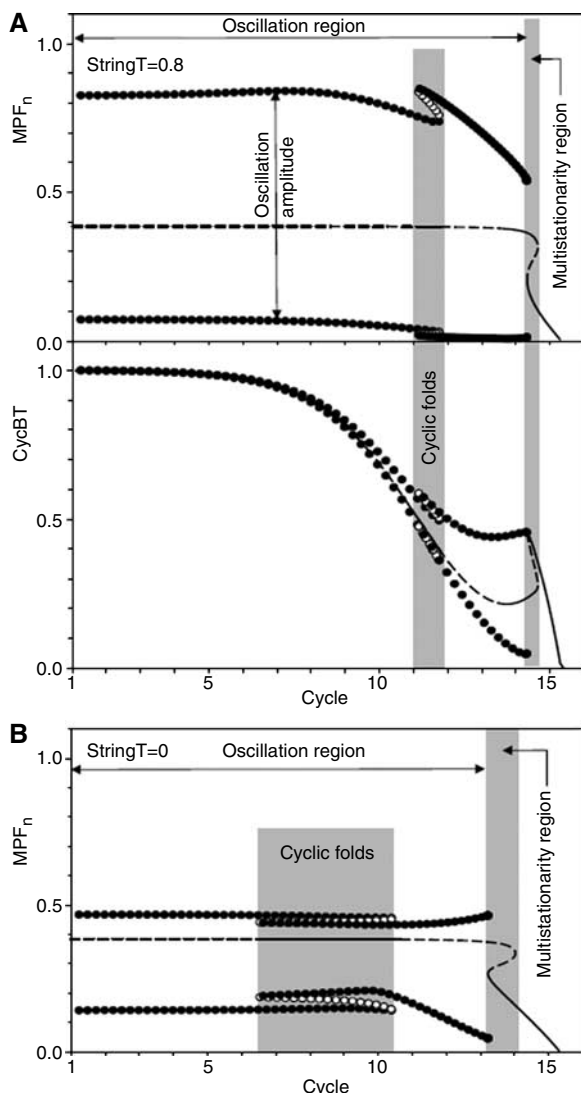 A
Oscillation region
StringT=0.8
1.0
0.5
0.0
MPFn
Oscillation
amplitude
Multistationarity region
1.0
0.5
0.0
CycBT
Cyclic folds
1 5 10 15
Cycle
B
StringT=0 Oscillation region
1.0
0.5
0.0
MPFn
Cyclic folds
Multistationarity region
1 5 10 15
Cycle